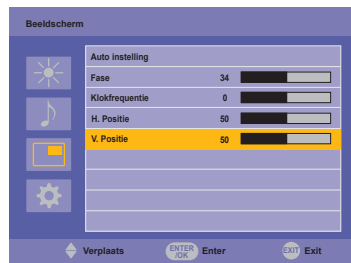 Beeldscherm
Auto instelling
Fase 34
Klokfrequentie 0
H. Positie 50
V. Positie 50
Verplaats ENTER /OK Enter EXIT Exit